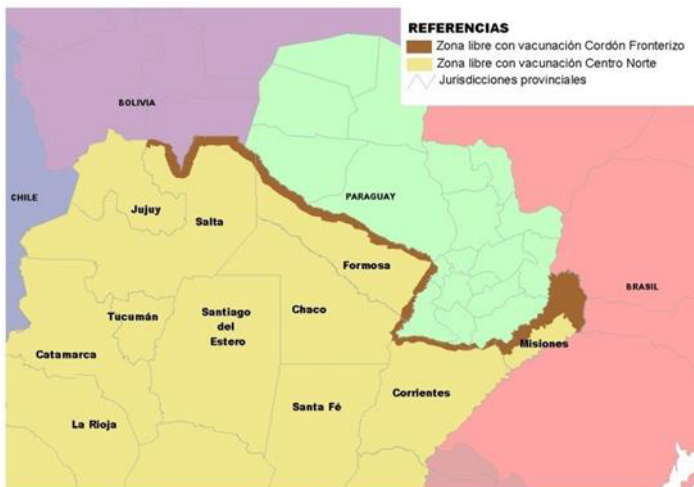 REFERENCIAS
Zona libre con vacunación Cordón Fronterizo
Zona libre con vacunación Centro Norte
Jurisdicciones provinciales
BOLIVIA
CHILE
PARAGUAY
Jujuy
Salta
Formosa
BRASIL
Tucumán
Santiago
del
Estero
Chaco
Misiones
Catamarca
Corrientes
Santa Fé
La Rioja